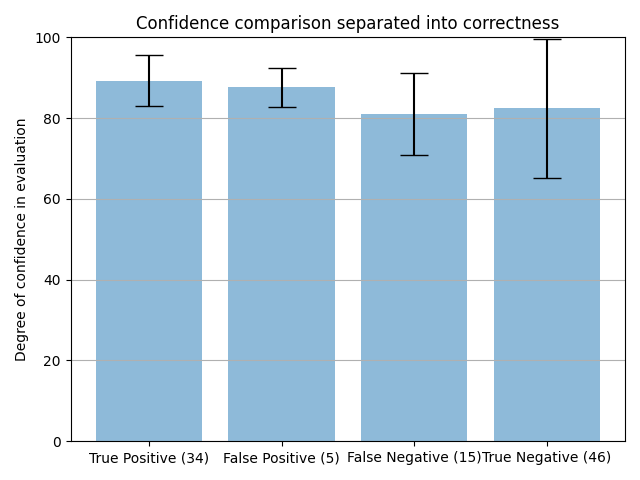 Confidence comparison separated into correctness
Degree of confidence in evaluation
100
80
60
40
20
0
True Positive (34) False Positive (5) False Negative (15) True Negative (46)